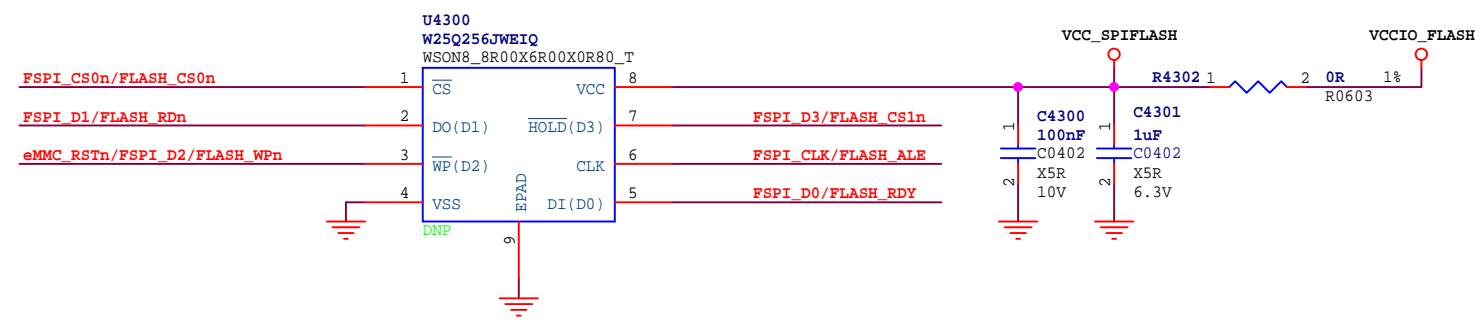 U4300
W25Q256JWEIQ
WSON8_8R00X6R00X0R80_T
VCC_SPIFLASH
VCCIO_FLASH
FSPI_CS0n/FLASH_CS0n
1
CS
VCC
8
R4302
1
2
0R
1%
R0603
FSPI_D1/FLASH_RDn
2
DO(D1)
HOLD(D3)
7
FSPI_D3/FLASH_CS1n
eMMC_RSTn/FSPI_D2/FLASH_WPn
3
WP(D2)
CLK
6
FSPI_CLK/FLASH_ALE
4
VSS
EPAD
DI(D0)
5
FSPI_D0/FLASH_RDY
DNP
9
1
C4300
100nF
C0402
X5R
10V
2
1
C4301
1uF
C0402
X5R
6.3V
2